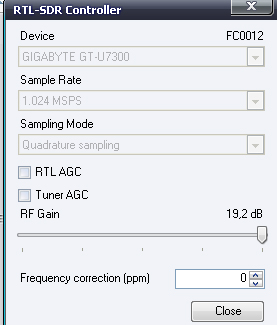 RTL-SDR Controller
Device FC0012
GIGABYTE GT-U7300
Sample Rate
1.024 MSPS
Sampling Mode
Quadrature sampling
RTL AGC
Tuner AGC
RF Gain 19,2 dB
Frequency correction (ppm) 0
Close